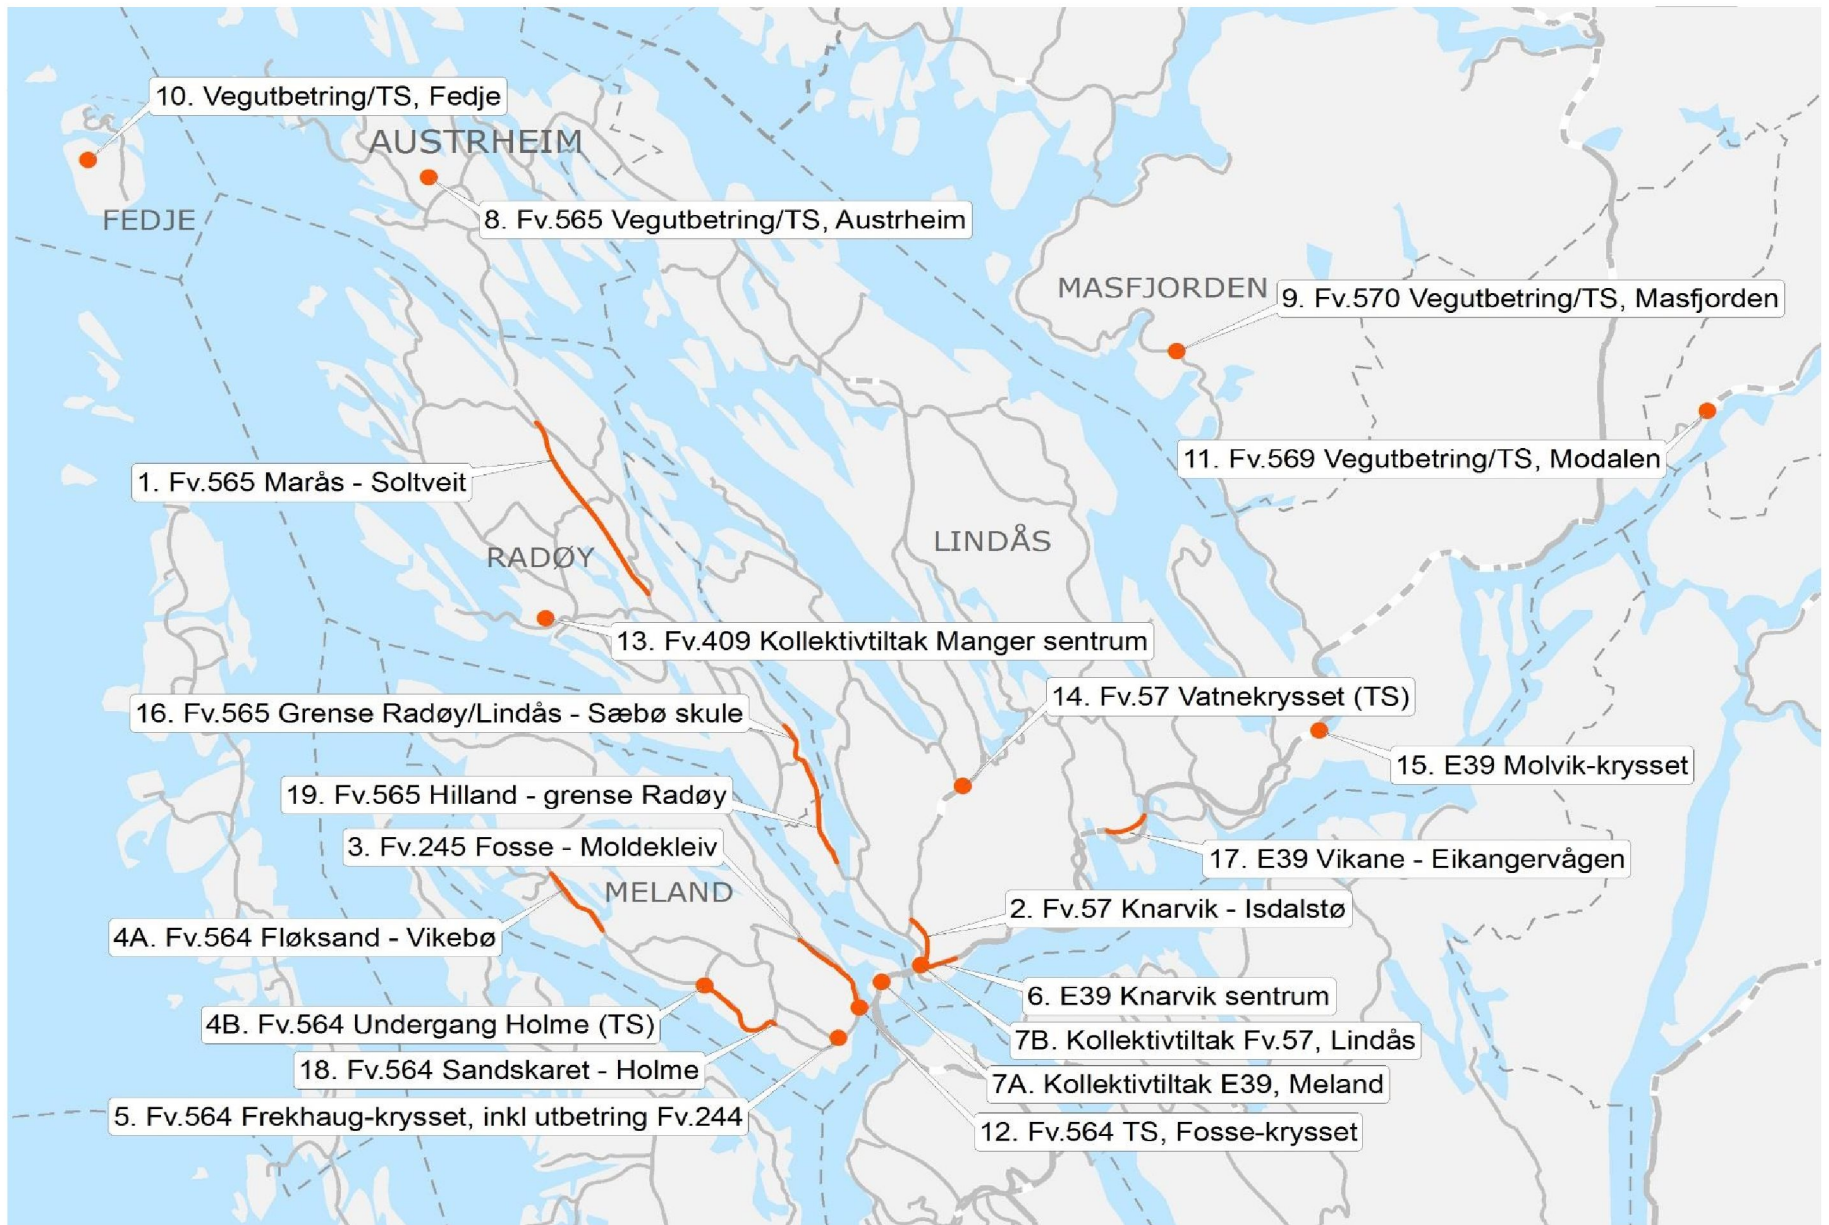 10. Vegutbetring/TS, Fedje
AUSTRHEIM
FEDJE
8. Fv.565 Vegutbetring/TS, Austrheim
MASFJORDEN
9. Fv.570 Vegutbetring/TS, Masfjorden
11. Fv.569 Vegutbetring/TS, Modalen
1. Fv.565 Marås - Soltveit
LINDÅS
RADØY
13. Fv.409 Kollektivtiltak Manger sentrum
14. Fv.57 Vatnekrysset (TS)
16. Fv.565 Grense Radøy/Lindås - Sæbø skule
15. E39 Molvik-krysset
19. Fv.565 Hilland - grense Radøy
3. Fv.245 Fosse - Moldekleiv
17. E39 Vikane - Eikangervågen
MELAND
2. Fv.57 Knarvik - Isdalstø
4A. Fv.564 Fløksand - Vikebø
6. E39 Knarvik sentrum
4B. Fv.564 Undergang Holme (TS)
7B. Kollektivtiltak Fv.57, Lindås
18. Fv.564 Sandskaret - Holme
7A. Kollektivtiltak E39, Meland
5. Fv.564 Frekhaug-krysset, inkl utbetring Fv.244
12. Fv.564 TS, Fosse-krysset